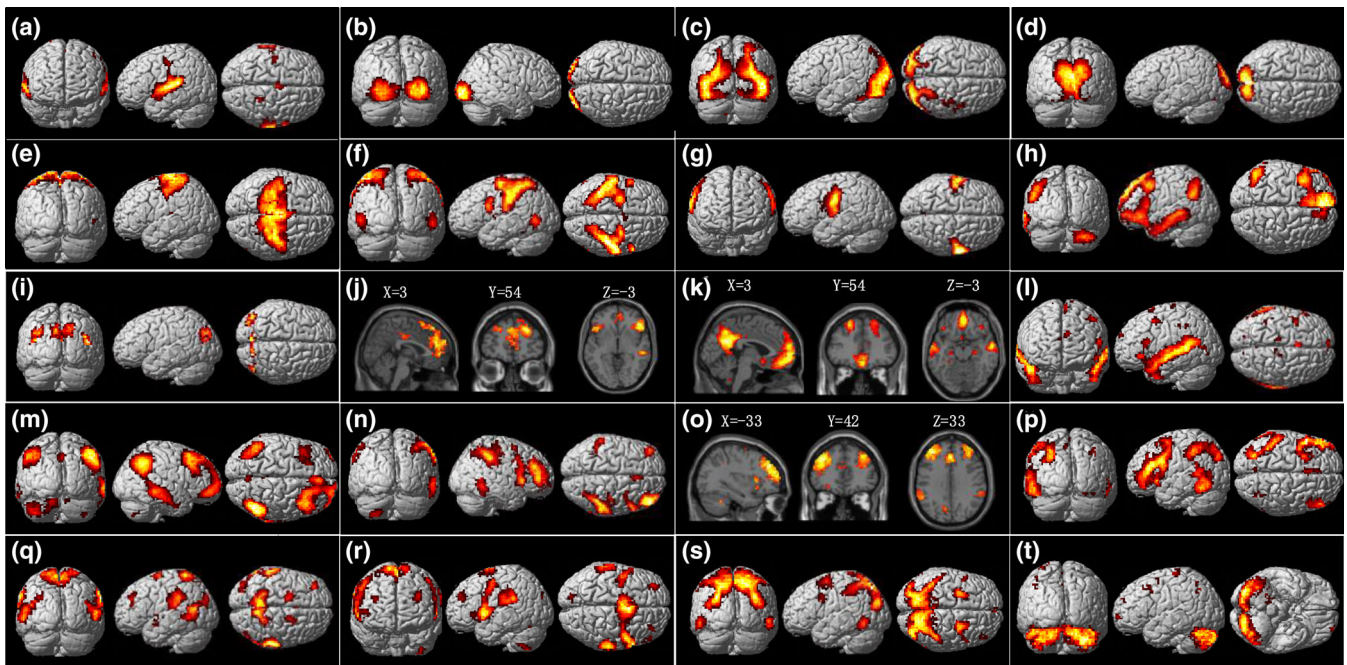 (a)
(b)
(c)
(d)
(e)
(f)
(g)
(h)
(i)
(j)
X=3 Y=54 Z=-3
(k)
X=3 Y=54 Z=-3
(l)
(m)
(n)
(o)
X=-33 Y=42 Z=33
(p)
(q)
(r)
(s)
(t)